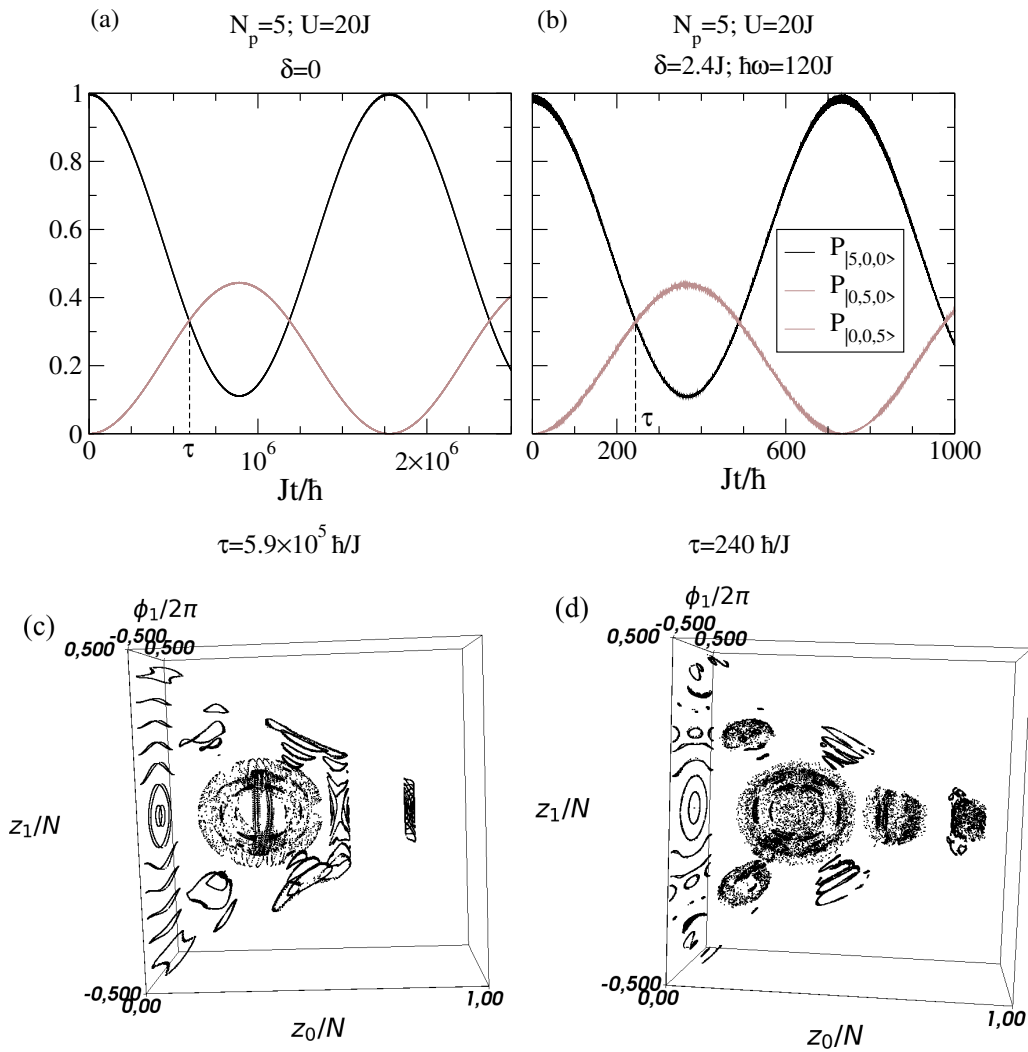 (a)
N_p=5; U=20J
δ=0
(b)
N_p=5; U=20J
δ=2.4J; ħω=120J
1
0.8
0.6
0.4
0.2
0
0
τ
10^6
2×10^6
Jt/ħ
P_|5,0,0>
P_|0,5,0>
P_|0,0,5>
τ
0
200
400
600
800
1000
Jt/ħ
τ=5.9×10^5 ħ/J
τ=240 ħ/J
(c)
ϕ_1/2π
-0,500
0,500
0,500
z_1/N
-0,500
0,00
1,00
z_0/N
(d)
ϕ_1/2π
-0,500
0,500
0,500
z_1/N
-0,500
0,00
1,00
z_0/N